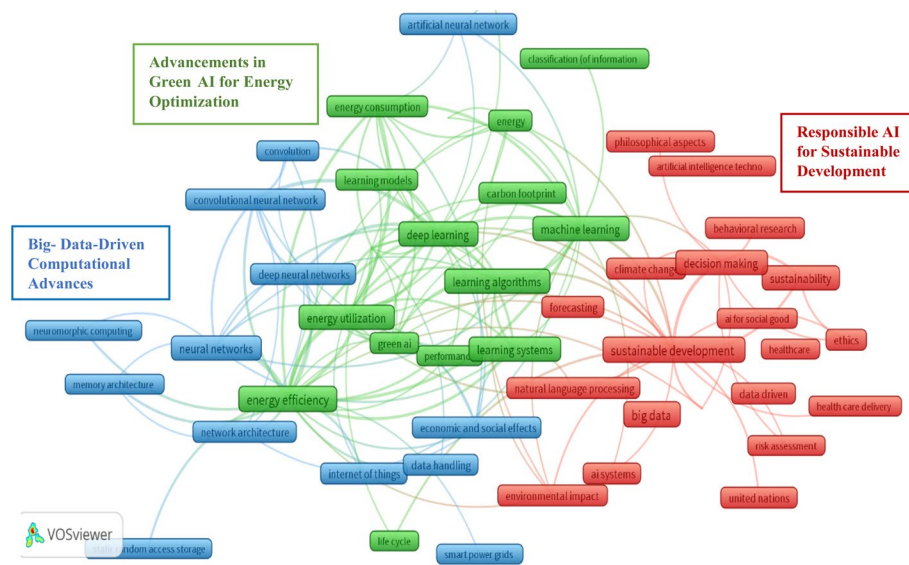 artificial neural network
Advancements in
Green AI for Energy
Optimization
classification (of information
energy consumption
energy
Responsible AI
for Sustainable
Development
philosophical aspects
artificial intelligence techno
convolution
learning models
carbon footprint
convolutional neural network
machine learning
behavioral research
deep learning
Big- Data-Driven
Computational
Advances
deep neural networks
climate change
decision making
sustainability
learning algorithms
forecasting
energy utilization
ai for social good
neuromorphic computing
green ai
ethics
neural networks
performanc
learning systems
sustainable development
healthcare
memory architecture
natural language processing
data driven
energy efficiency
big data
health care delivery
network architecture
economic and social effects
risk assessment
internet of things
data handling
ai systems
environmental impact
united nations
VOSviewer
life cycle
random access storage
smart power grids